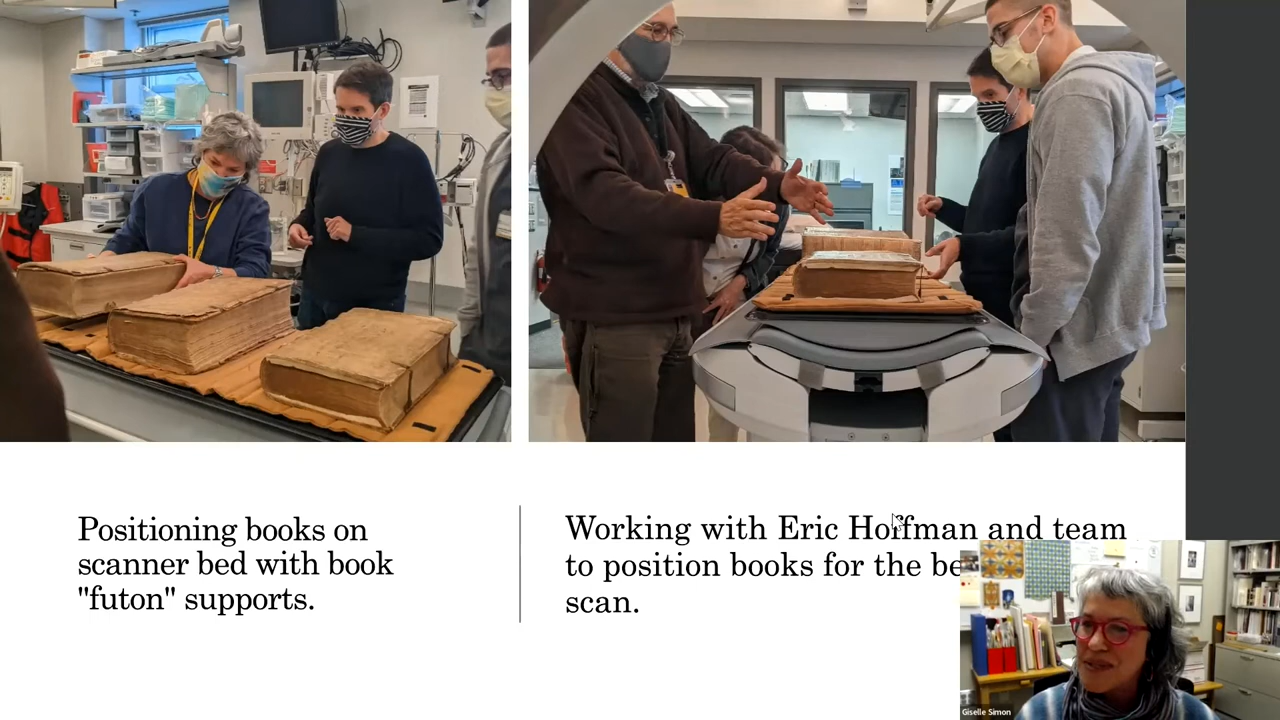 Positioning books on
scanner bed with book
"futon" supports.
Working with Eric Hoffman and team
to position books for the
scan.
Giselle Simon